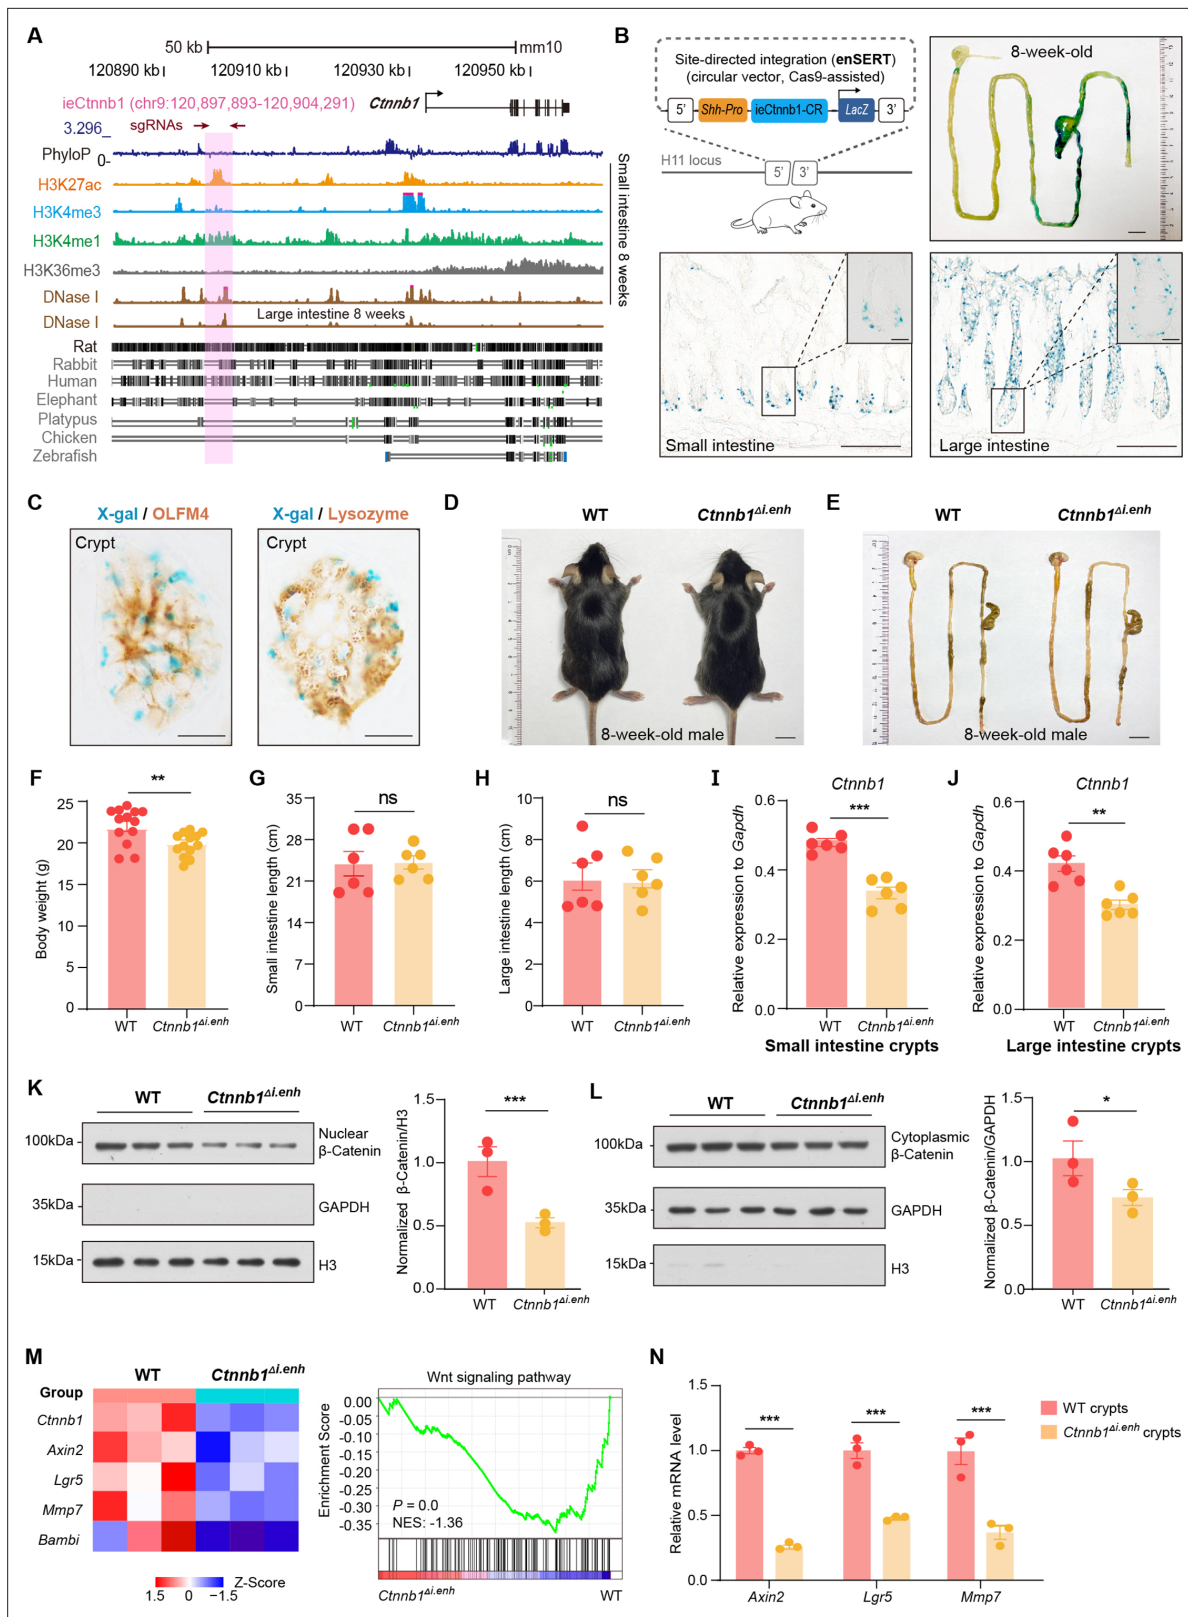 A
50 kb
mm10
120890 kb
120910 kb
120930 kb
120950 kb
ieCtnnb1 (chr9:120,897,893-120,904,291)
Ctnnb1
3.296_
sgRNAs
PhyloP
0-
H3K27ac
H3K4me3
H3K4me1
H3K36me3
DNase I
Small intestine 8 weeks
Large intestine 8 weeks
DNase I
Rat
Rabbit
Human
Elephant
Platypus
Chicken
Zebrafish
B
Site-directed integration (enSERT)
(circular vector, Cas9-assisted)
5' Shh-Pro ieCtnnb1-CR LacZ 3'
H11 locus
5' 3'
8-week-old
Small intestine
Large intestine
C
X-gal / OLFM4
Crypt
X-gal / Lysozyme
Crypt
D
WT Ctnnb1Δi.enh
8-week-old male
E
WT Ctnnb1Δi.enh
8-week-old male
F
**
Body weight (g)
25
20
15
10
5
0
WT Ctnnb1Δi.enh
G
ns
Small intestine length (cm)
35
28
21
14
7
0
WT Ctnnb1Δi.enh
H
ns
Large intestine length (cm)
10
8
6
4
2
0
WT Ctnnb1Δi.enh
I
Ctnnb1
***
Relative expression to Gapdh
0.6
0.4
0.2
0.0
WT Ctnnb1Δi.enh
Small intestine crypts
J
Ctnnb1
**
Relative expression to Gapdh
0.6
0.4
0.2
0.0
WT Ctnnb1Δi.enh
Large intestine crypts
K
WT Ctnnb1Δi.enh
100kDa
Nuclear
β-Catenin
35kDa
GAPDH
15kDa
H3
***
Normalized β-Catenin/H3
1.5
1.0
0.5
0.0
WT Ctnnb1Δi.enh
L
WT Ctnnb1Δi.enh
100kDa
Cytoplasmic
β-Catenin
35kDa
GAPDH
15kDa
H3
*
Normalized β-Catenin/GAPDH
1.5
1.0
0.5
0.0
WT Ctnnb1Δi.enh
M
WT Ctnnb1Δi.enh
Group
Ctnnb1
Axin2
Lgr5
Mmp7
Bambi
Z-Score
1.5 0 −1.5
Wnt signaling pathway
Enrichment Score
0.00
-0.05
-0.10
-0.15
-0.20
-0.25
-0.30
-0.35
P = 0.0
NES: -1.36
Ctnnb1Δi.enh WT
N
WT crypts
Ctnnb1Δi.enh crypts
*** *** ***
Relative mRNA level
1.5
1.0
0.5
0.0
Axin2 Lgr5 Mmp7